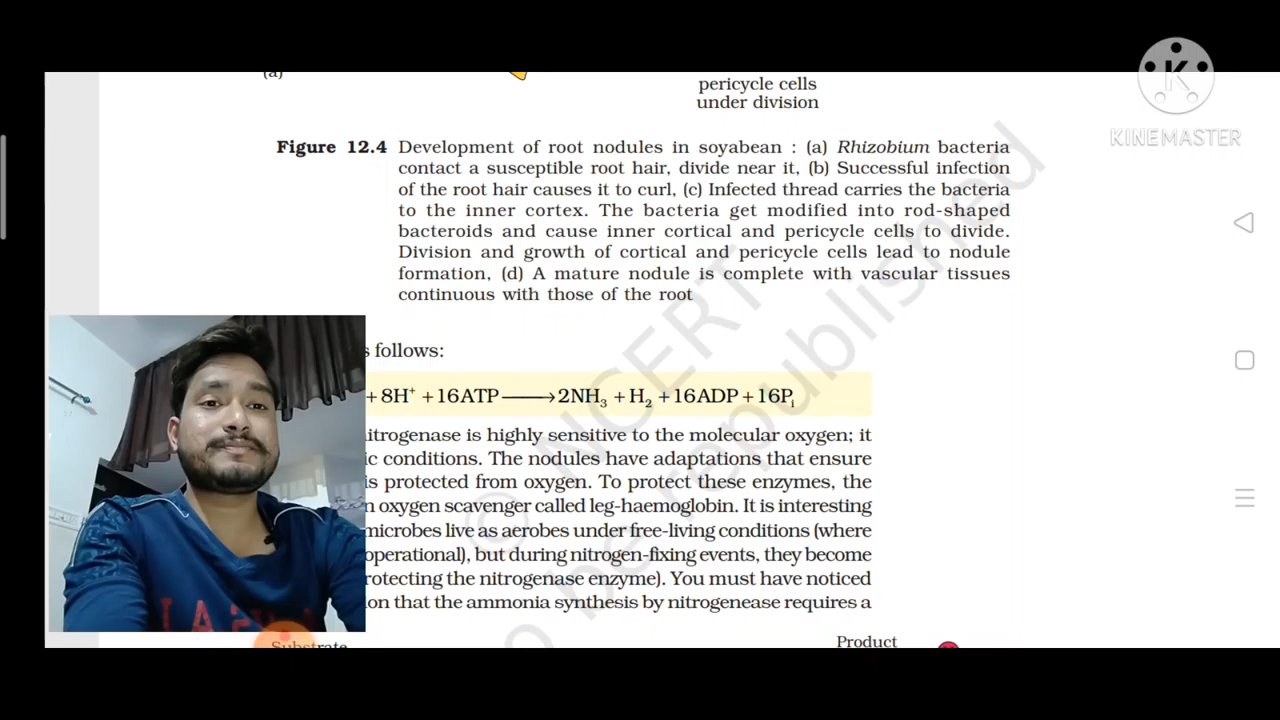 (a)
pericycle cells
under division
KINEMASTER
Figure 12.4 Development of root nodules in soyabean : (a) Rhizobium bacteria
contact a susceptible root hair, divide near it, (b) Successful infection
of the root hair causes it to curl, (c) Infected thread carries the bacteria
to the inner cortex. The bacteria get modified into rod-shaped
bacteroids and cause inner cortical and pericycle cells to divide.
Division and growth of cortical and pericycle cells lead to nodule
formation, (d) A mature nodule is complete with vascular tissues
continuous with those of the root
© NCERT
be republished
follows:
+8H⁺ +16ATP⟶2NH₃ +H₂ +16ADP+16Pᵢ
nitrogenase is highly sensitive to the molecular oxygen; it
conditions. The nodules have adaptations that ensure
is protected from oxygen. To protect these enzymes, the
oxygen scavenger called leg-haemoglobin. It is interesting
microbes live as aerobes under free-living conditions (where
operational), but during nitrogen-fixing events, they become
rotecting the nitrogenase enzyme). You must have noticed
on that the ammonia synthesis by nitrogenease requires a
Substrate
Product